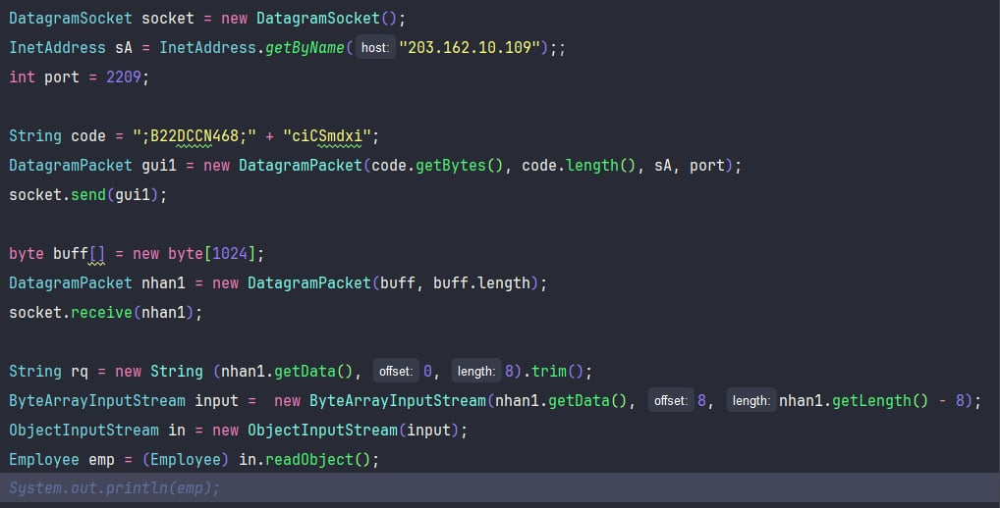 DatagramSocket socket = new DatagramSocket();
InetAddress sA = InetAddress.getByName( host: "203.162.10.109");;
int port = 2209;
String code = ";B22DCCN468;" + "ciCSmdxi";
DatagramPacket gui1 = new DatagramPacket(code.getBytes(), code.length(), sA, port);
socket.send(gui1);
byte buff[] = new byte[1024];
DatagramPacket nhan1 = new DatagramPacket(buff, buff.length);
socket.receive(nhan1);
String rq = new String (nhan1.getData(), offset: 0, length: 8).trim();
ByteArrayInputStream input =  new ByteArrayInputStream(nhan1.getData(), offset: 8, length: nhan1.getLength() - 8);
ObjectInputStream in = new ObjectInputStream(input);
Employee emp = (Employee) in.readObject();
System.out.println(emp);